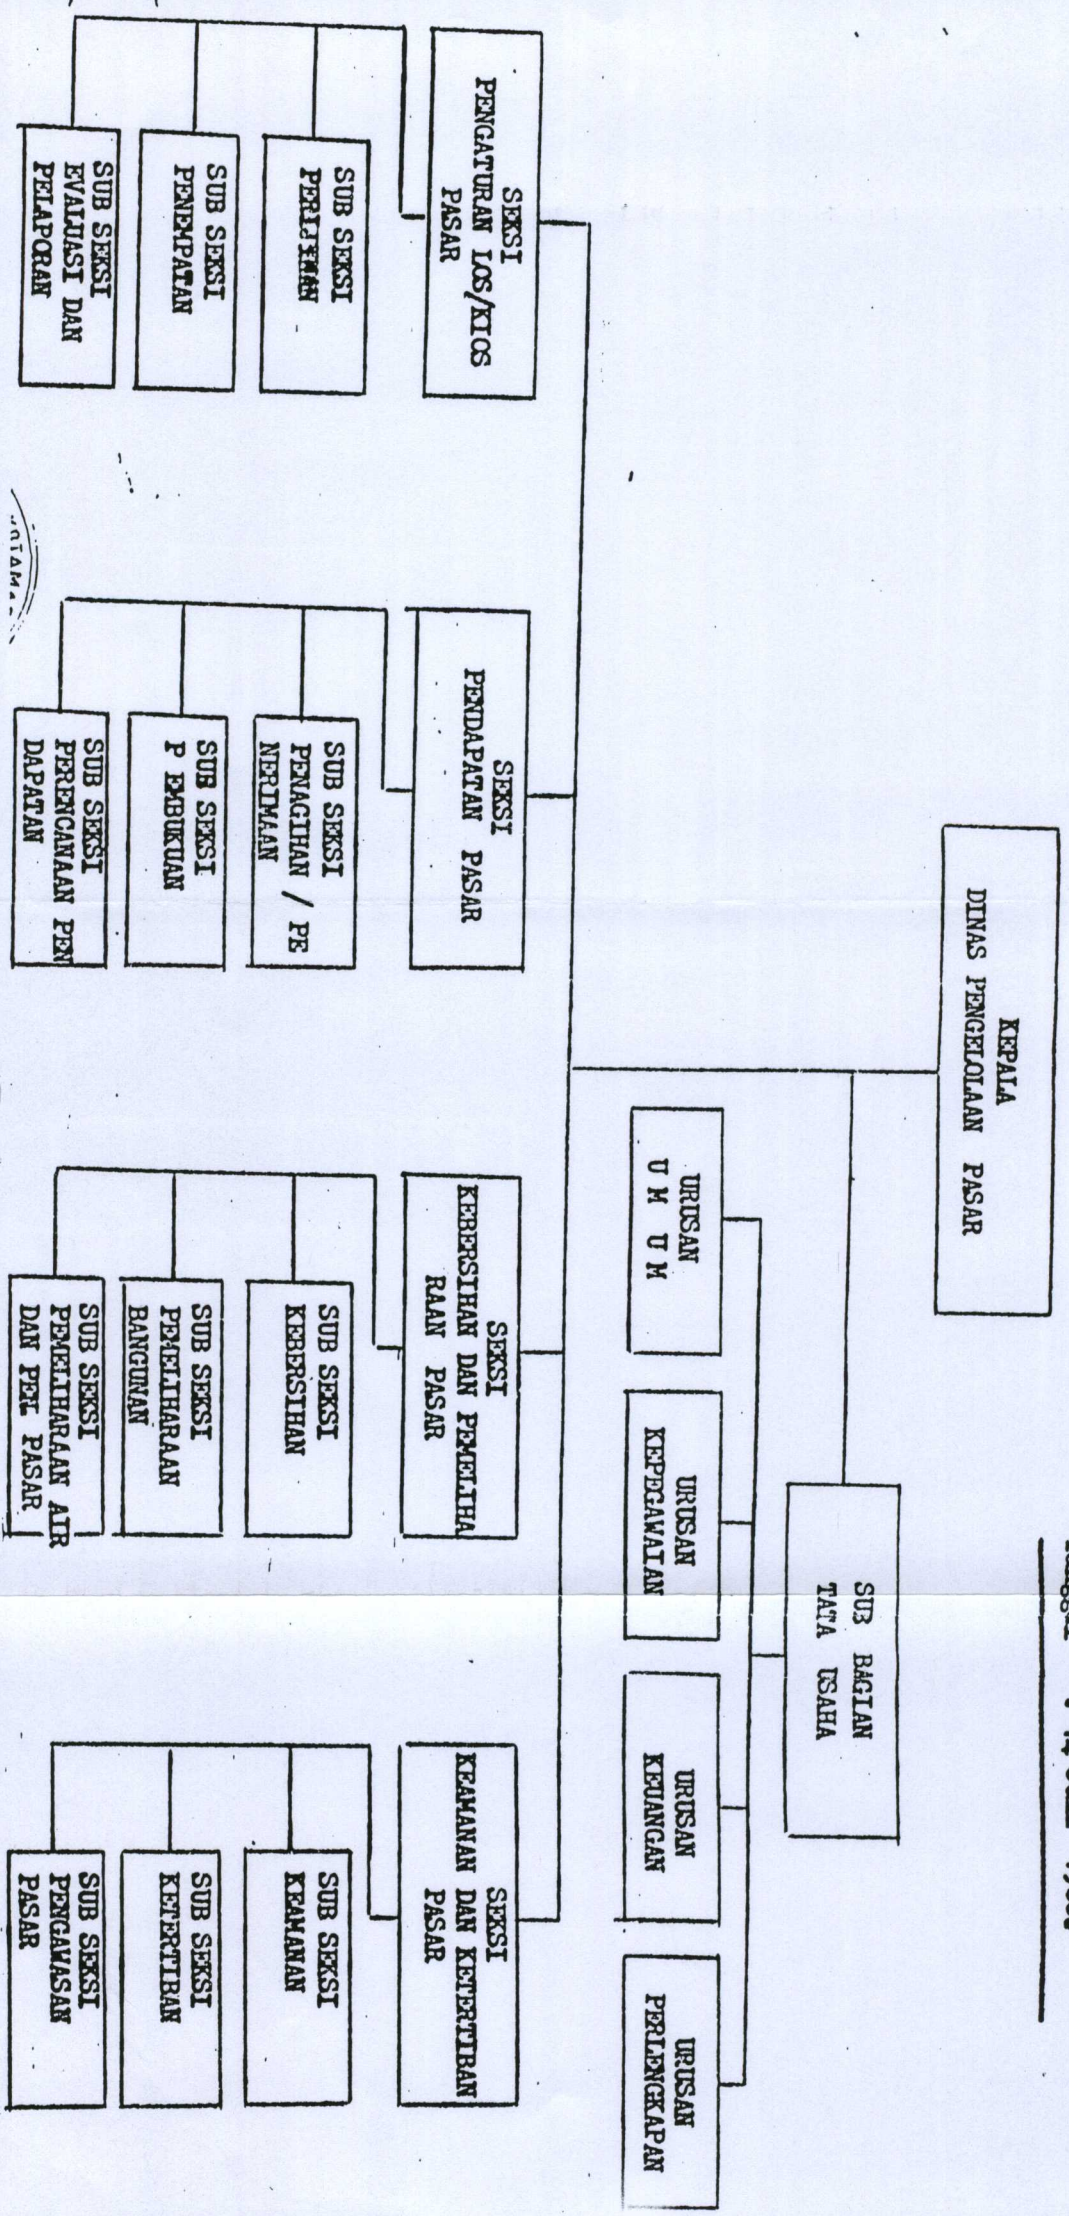 KEPALA
DINAS PENGELOLAAN PASAR
SUB BAGIAN
TATA USAHA
URUSAN
U M U M
URUSAN
KEPEGAWAIAN
URUSAN
KEUANGAN
URUSAN
PERLENGKAPAN
SEKSI
PENGATURAN LOS/KIOS
PASAR
SUB SEKSI
SUB SEKSI
PENEMPATAN
SUB SEKSI
EVALUASI DAN
PELAPORAN
SEKSI
PENDAPATAN PASAR
SUB SEKSI
PENAGIHAN / PE
NERIMAAN
SUB SEKSI
P EMBUKUAN
SUB SEKSI
PERENCANAAN PEN
DAPATAN
SEKSI
KEBERSIHAN DAN PEMELIHA
RAAN PASAR
SUB SEKSI
KEBERSIHAN
SUB SEKSI
PEMELIHARAAN
BANGUNAN
SUB SEKSI
PEMELIHARAAN AIR
DAN PEL PASAR
SEKSI
KEAMANAN DAN KETERTIBAN
PASAR
SUB SEKSI
KEAMANAN
SUB SEKSI
KETERTIBAN
SUB SEKSI
PENGAWASAN
PASAR